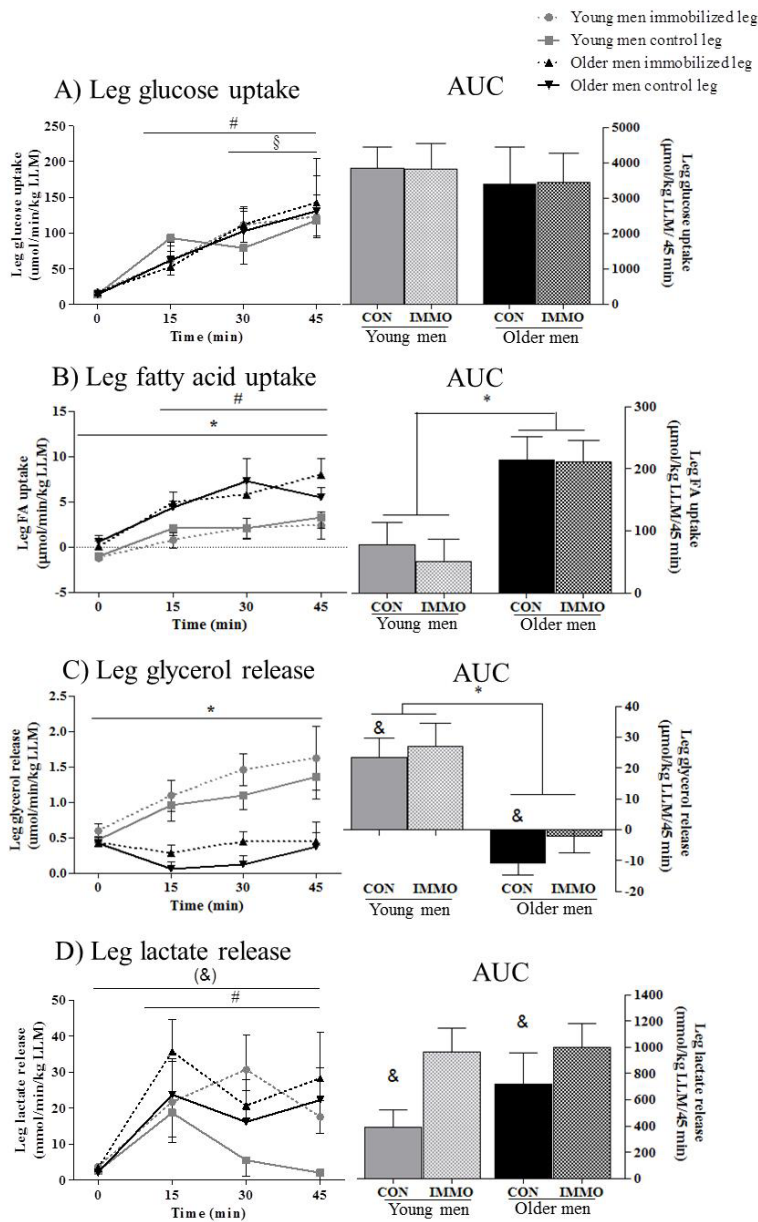 Young men immobilized leg
Young men control leg
Older men immobilized leg
Older men control leg
A) Leg glucose uptake
AUC
#
§
250
200
150
100
50
0
Leg glucose uptake
(umol/min/kg LLM)
0 15 30 45
Time (min)
5000
4000
3000
2000
1000
0
Leg glucose uptake
(μmol/kg LLM/ 45 min)
CON IMMO CON IMMO
Young men Older men
B) Leg fatty acid uptake
AUC
#
*
15
10
5
0
-5
Leg FA uptake
(μmol/min/kg LLM)
0 15 30 45
Time (min)
*
300
200
100
0
Leg FA uptake
(μmol/kg LLM/45 min)
CON IMMO CON IMMO
Young men Older men
C) Leg glycerol release
AUC
*
2.5
2.0
1.5
1.0
0.5
0.0
Leg glycerol release
(umol/min/kg LLM)
0 15 30 45
Time (min)
*
&
&
40
30
20
10
0
-10
-20
Leg glycerol release
(μmol/kg LLM/45 min)
CON IMMO CON IMMO
Young men Older men
D) Leg lactate release
AUC
(&)
#
50
40
30
20
10
0
Leg lactate release
(mmol/min/kg LLM)
0 15 30 45
Time (min)
&
&
1400
1200
1000
800
600
400
200
0
Leg lactate release
(mmol/kg LLM/45 min)
CON IMMO CON IMMO
Young men Older men